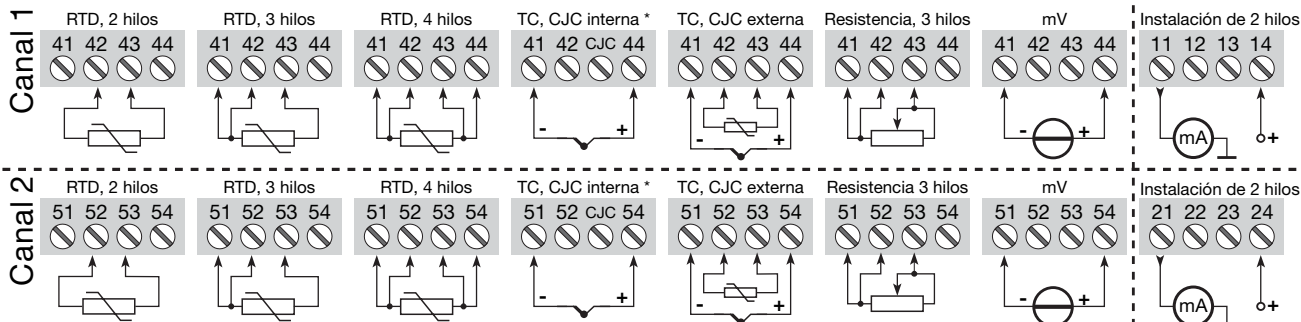 Canal 1
RTD, 2 hilos
RTD, 3 hilos
RTD, 4 hilos
TC, CJC interna *
TC, CJC externa
Resistencia, 3 hilos
mV
Instalación de 2 hilos
41 42 43 44
41 42 43 44
41 42 43 44
41 42 CJC 44
41 42 43 44
41 42 43 44
41 42 43 44
11 12 13 14
- +
- +
- +
mA +
Canal 2
RTD, 2 hilos
RTD, 3 hilos
RTD, 4 hilos
TC, CJC interna *
TC, CJC externa
Resistencia 3 hilos
mV
Instalación de 2 hilos
51 52 53 54
51 52 53 54
51 52 53 54
51 52 CJC 54
51 52 53 54
51 52 53 54
51 52 53 54
21 22 23 24
- +
- +
- +
mA +